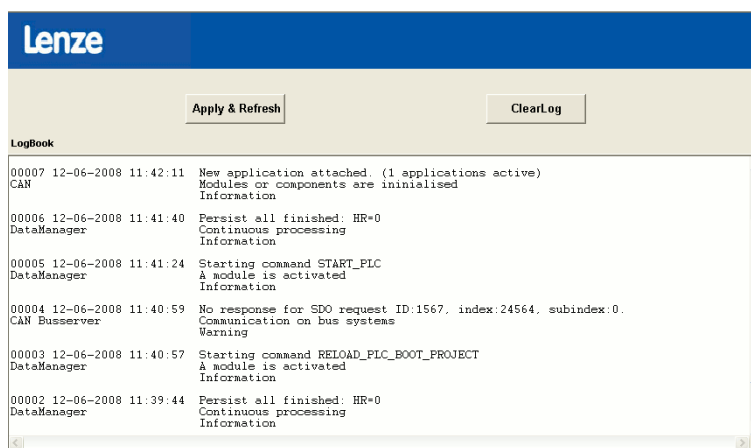 Lenze
Apply & Refresh ClearLog
LogBook
00007 12-06-2008 11:42:11 New application attached. (1 applications active)
CAN Modules or components are ininialised
Information
00006 12-06-2008 11:41:40 Persist all finished: HR=0
DataManager Continuous processing
Information
00005 12-06-2008 11:41:24 Starting command START_PLC
DataManager A module is activated
Information
00004 12-06-2008 11:40:59 No response for SDO request ID:1567, index:24564, subindex:0.
CAN Busserver Communication on bus systems
Warning
00003 12-06-2008 11:40:57 Starting command RELOAD_PLC_BOOT_PROJECT
DataManager A module is activated
Information
00002 12-06-2008 11:39:44 Persist all finished: HR=0
DataManager Continuous processing
Information